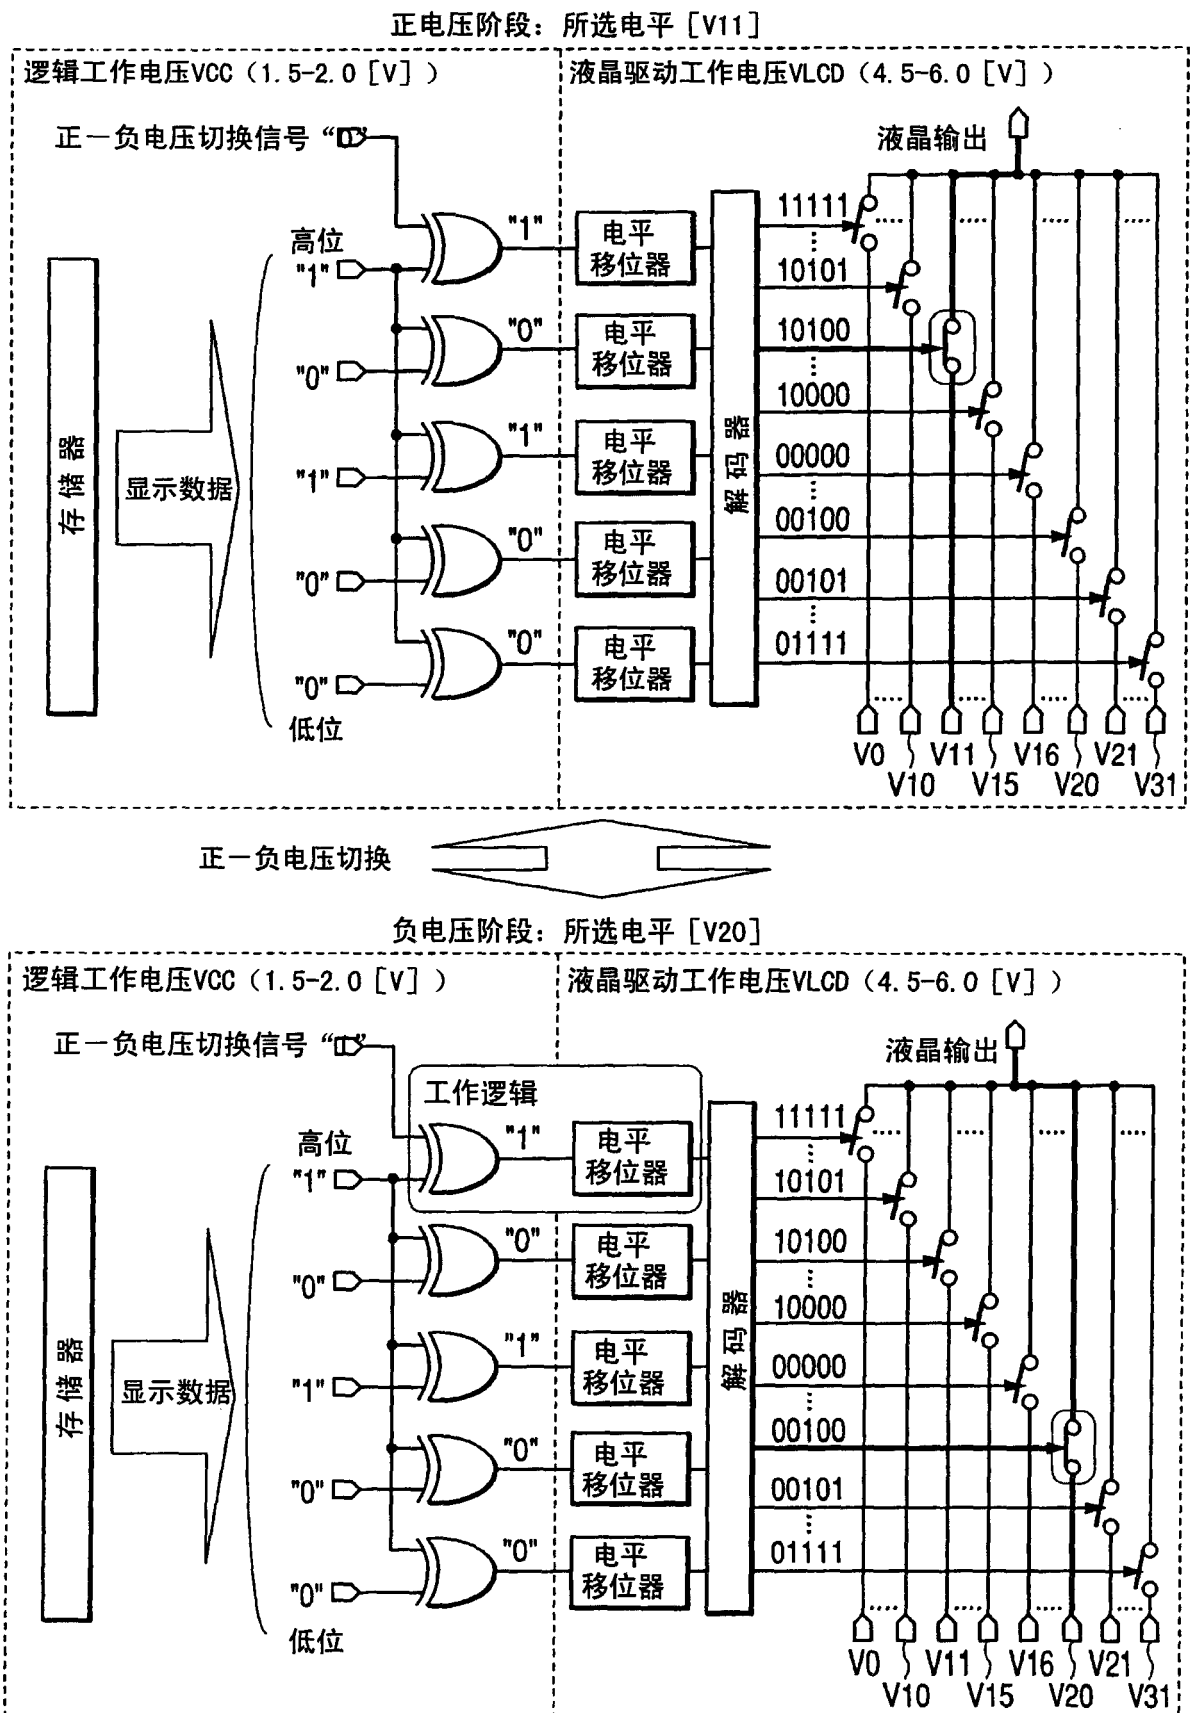 正电压阶段：所选电平［V11］
逻辑工作电压VCC（1.5-2.0［V］）
液晶驱动工作电压VLCD（4.5-6.0［V］）
正一负电压切换信号
液晶输出
高位
"1"
"0"
"1"
"0"
"0"
低位
存储器
显示数据
"1"
"0"
"1"
"0"
"0"
电平
移位器
电平
移位器
电平
移位器
电平
移位器
电平
移位器
解码器
11111
10101
10100
10000
00000
00100
00101
01111
V0
V10
V11
V15
V16
V20
V21
V31
正一负电压切换
负电压阶段：所选电平［V20］
逻辑工作电压VCC（1.5-2.0［V］）
液晶驱动工作电压VLCD（4.5-6.0［V］）
正一负电压切换信号
液晶输出
工作逻辑
高位
"1"
"0"
"1"
"0"
"0"
低位
存储器
显示数据
"1"
"0"
"1"
"0"
"0"
电平
移位器
电平
移位器
电平
移位器
电平
移位器
电平
移位器
解码器
11111
10101
10100
10000
00000
00100
00101
01111
V0
V10
V11
V15
V16
V20
V21
V31